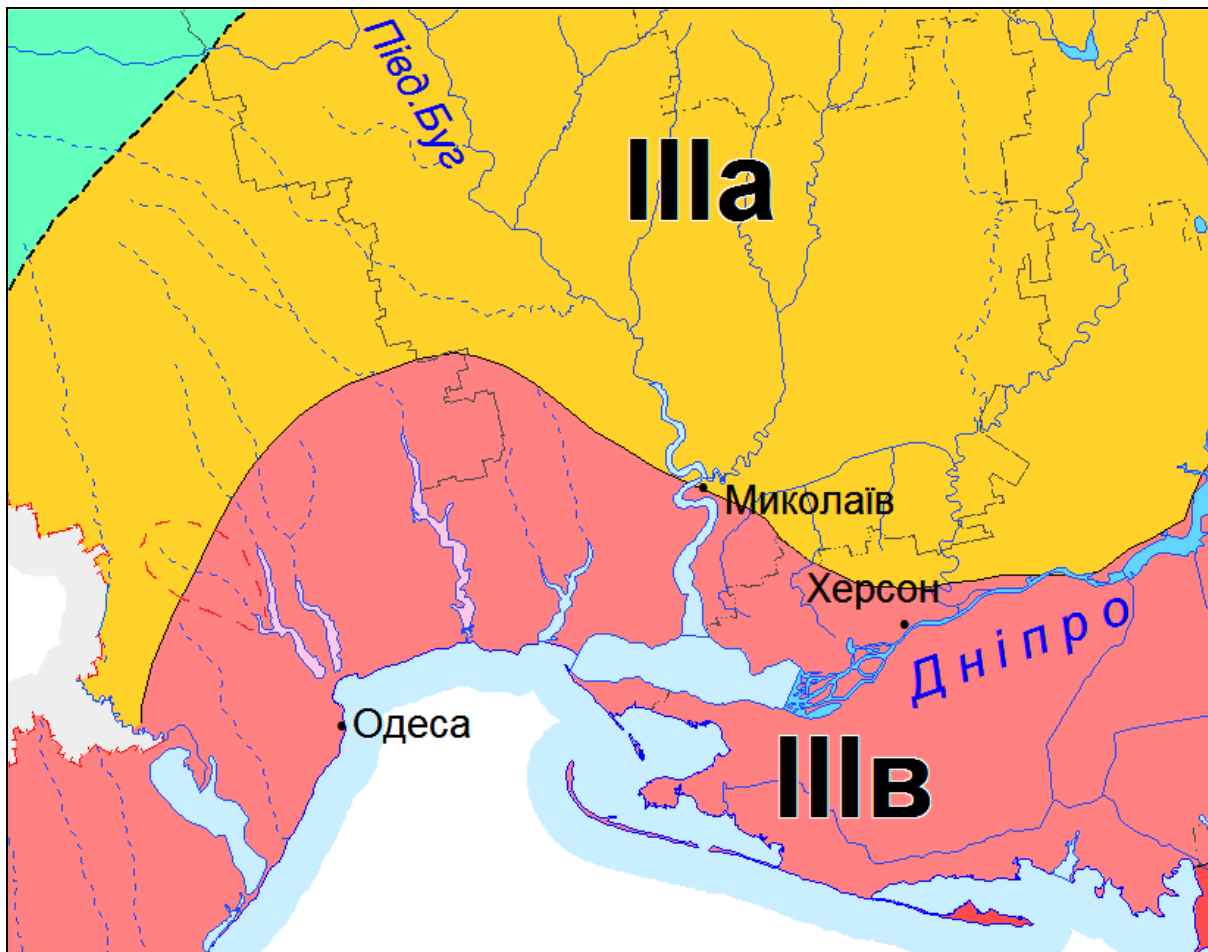 Півд.Буг
IIIа
Миколаїв
Херсон
Дніпро
Одеса
IIIв